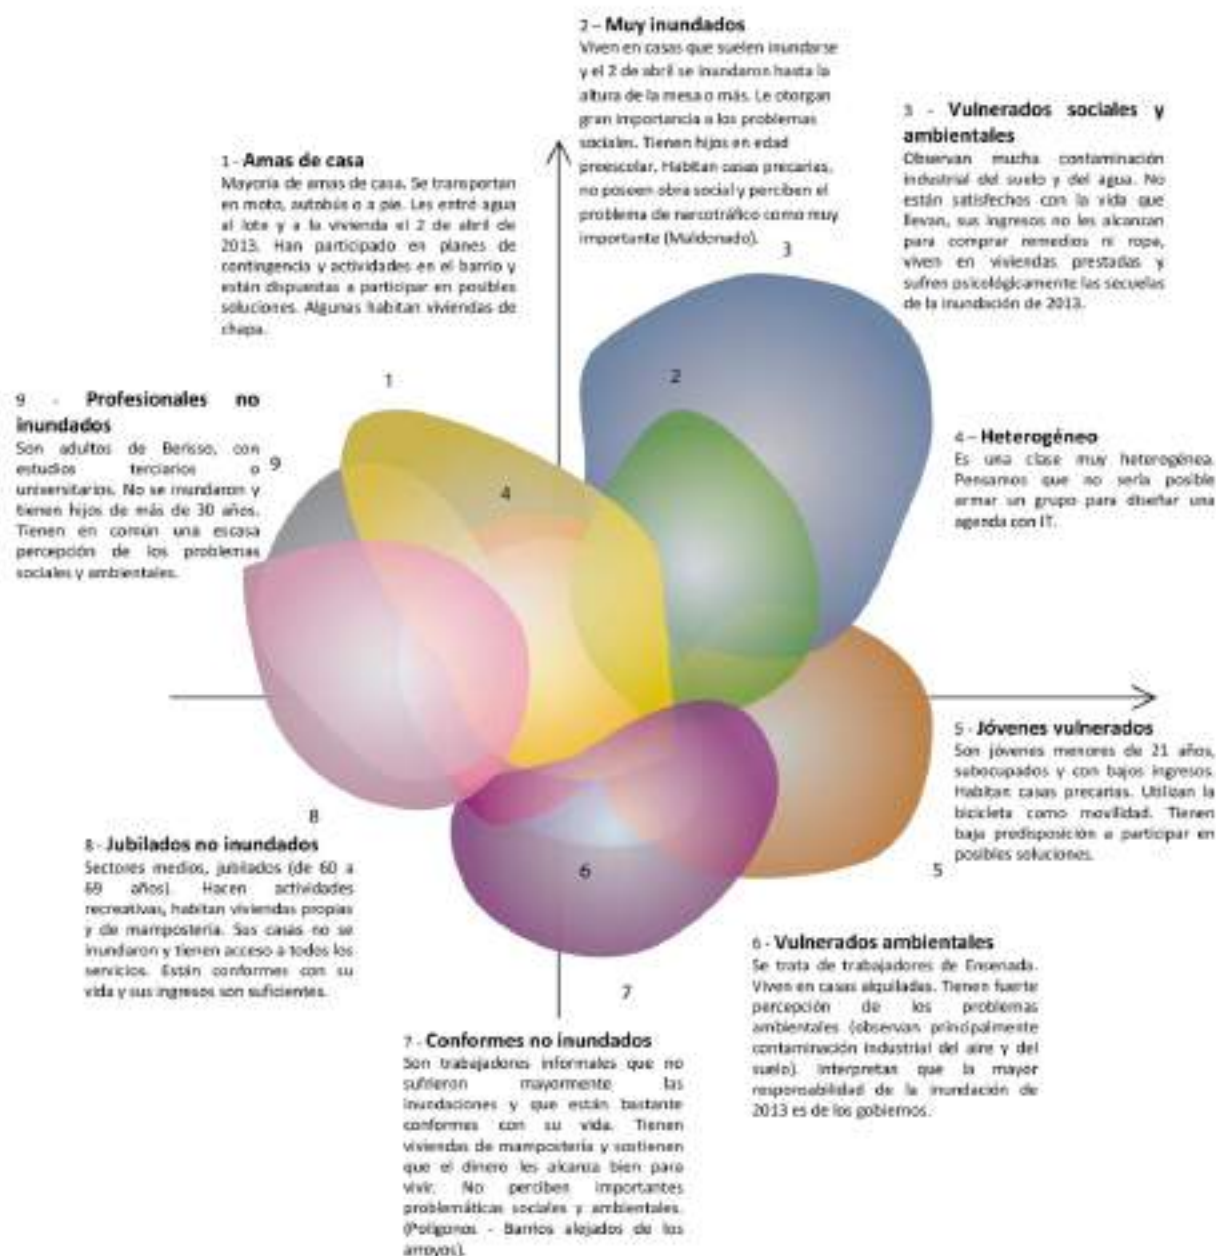 2 – Muy inundados
Viven en casas que suelen inundarse
y el 2 de abril se inundaron hasta la
altura de la mesa o más. Le otorgan
gran importancia a los problemas
sociales. Tienen hijos en edad
preescolar. Habitan casas precarias,
no poseen obra social y perciben el
problema de narcotráfico como muy
importante (Maldonado).
3 - Vulnerados sociales y
ambientales
Observan mucha contaminación
industrial del suelo y del agua. No
están satisfechos con la vida que
llevan, sus ingresos no les alcanzan
para comprar remedios ni ropa,
viven en viviendas prestadas y
sufren psicológicamente las secuelas
de la inundación de 2013.
1 - Amas de casa
Mayoría de amas de casa. Se transportan
en moto, autobús o a pie. Les entró agua
al lote y a la vivienda el 2 de abril de
2013. Han participado en planes de
contingencia y actividades en el barrio y
están dispuestas a participar en posibles
soluciones. Algunas habitan viviendas de
chapa.
3
1
2
9 - Profesionales no
inundados
Son adultos de Berisso, con
estudios terciarios o
universitarios. No se inundaron y
tienen hijos de más de 30 años.
Tienen en común una escasa
percepción de los problemas
sociales y ambientales.
9
4
4 – Heterogéneo
Es una clase muy heterogénea.
Pensamos que no sería posible
armar un grupo para diseñar una
agenda con IT.
5 - Jóvenes vulnerados
Son jóvenes menores de 21 años,
subocupados y con bajos ingresos.
Habitan casas precarias. Utilizan la
bicicleta como movilidad. Tienen
baja predisposición a participar en
posibles soluciones.
8
6
5
8 - Jubilados no inundados
Sectores medios, jubilados (de 60 a
69 años). Hacen actividades
recreativas, habitan viviendas propias
y de mampostería. Sus casas no se
inundaron y tienen acceso a todos los
servicios. Están conformes con su
vida y sus ingresos son suficientes.
6 - Vulnerados ambientales
Se trata de trabajadores de Ensenada.
Viven en casas alquiladas. Tienen fuerte
percepción de los problemas
ambientales (observan principalmente
contaminación industrial del aire y del
suelo). Interpretan que la mayor
responsabilidad de la inundación de
2013 es de los gobiernos.
7
7 - Conformes no inundados
Son trabajadores informales que no
sufrieron mayormente las
inundaciones y que están bastante
conformes con su vida. Tienen
viviendas de mampostería y sostienen
que el dinero les alcanza bien para
vivir. No perciben importantes
problemáticas sociales y ambientales.
(Polígonos - Barrios alejados de los
arroyos).